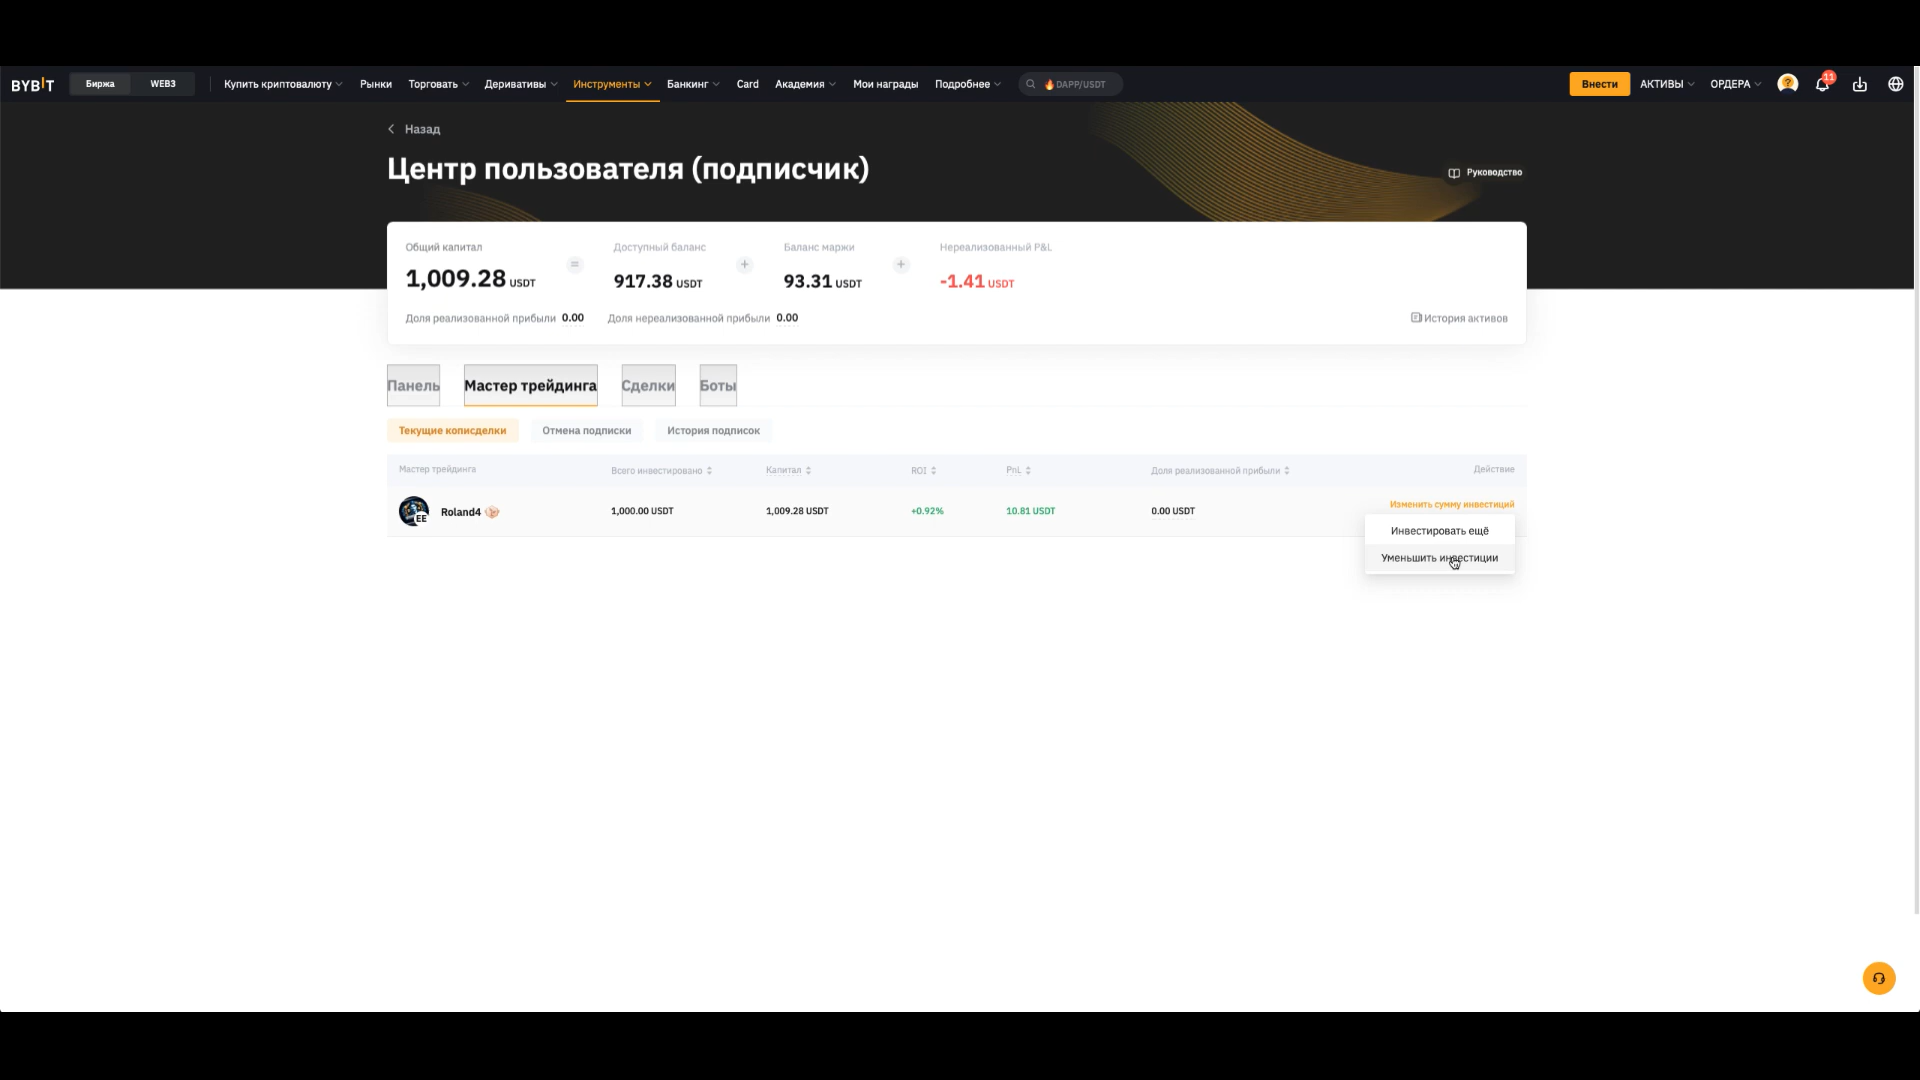 BYBIT Биржа WEB3 Купить криптовалюту Рынки Торговать Деривативы Инструменты Банкинг Card Академия Мои награды Подробнее DAPP/USDT Внести АКТИВЫ ОРДЕРА 11
Назад
Центр пользователя (подписчик)
Руководство
Общий капитал Доступный баланс Баланс маржи Нереализованный P&L
1,009.28 USDT = 917.38 USDT + 93.31 USDT + -1.41 USDT
Доля реализованной прибыли 0.00 Доля нереализованной прибыли 0.00 История активов
Панель Мастер трейдинга Сделки Боты
Текущие кописделки Отмена подписки История подписок
Мастер трейдинга Всего инвестировано Капитал ROI PnL Доля реализованной прибыли Действие
Изменить сумму инвестиций
EE Roland4 1,000.00 USDT 1,009.28 USDT +0.92% 10.81 USDT 0.00 USDT
Инвестировать ещё
Уменьшить инвестиции